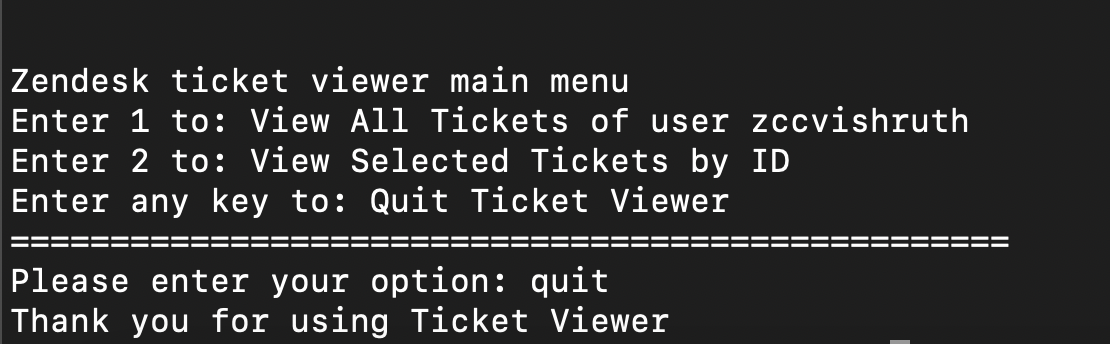 Zendesk ticket viewer main menu
Enter 1 to: View All Tickets of user zccvishruth
Enter 2 to: View Selected Tickets by ID
Enter any key to: Quit Ticket Viewer
==================================================
Please enter your option: quit
Thank you for using Ticket Viewer